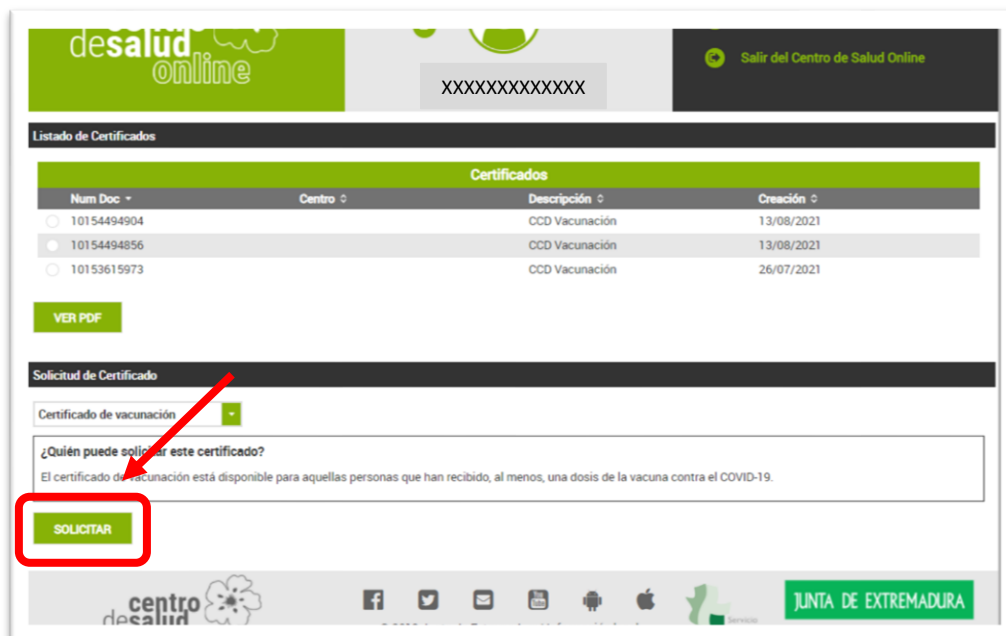 desalud
online
XXXXXXXXXXXXX
Salir del Centro de Salud Online
Listado de Certificados
Certificados
Num Doc Centro Descripción Creación
10154494904 CCD Vacunación 13/08/2021
10154494856 CCD Vacunación 13/08/2021
10153615973 CCD Vacunación 26/07/2021
VER PDF
Solicitud de Certificado
Certificado de vacunación
¿Quién puede solicitar este certificado?
El certificado de vacunación está disponible para aquellas personas que han recibido, al menos, una dosis de la vacuna contra el COVID-19.
SOLICITAR
centro
desalud
You Tube
Servicio
JUNTA DE EXTREMADURA